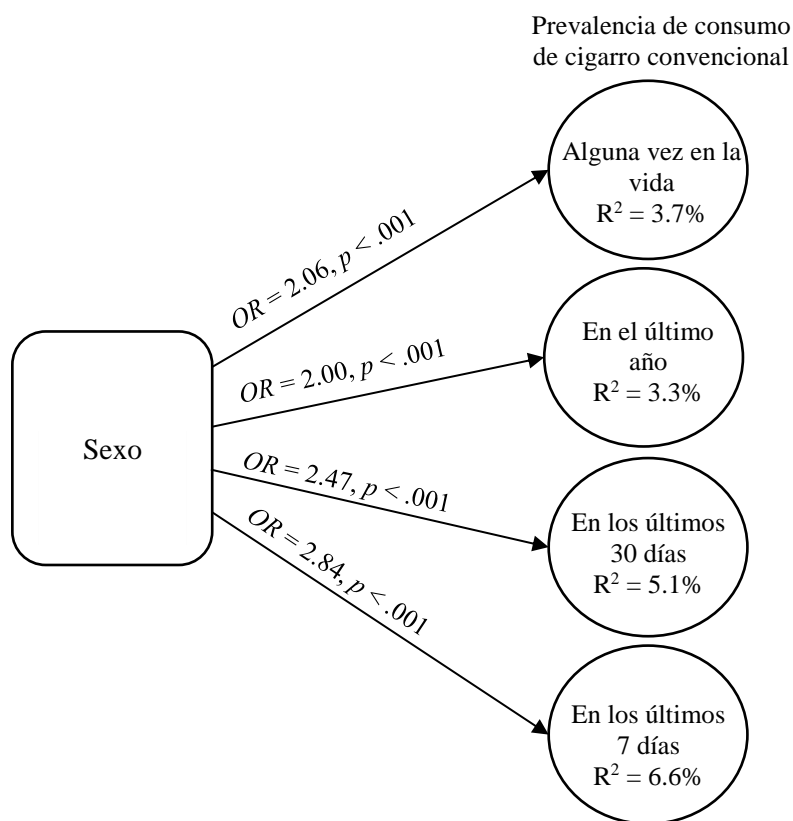 Prevalencia de consumo
de cigarro convencional
Alguna vez en la
vida
R² = 3.7%
OR = 2.06, p < .001
En el último
año
R² = 3.3%
OR = 2.00, p < .001
Sexo
OR = 2.47, p < .001
En los últimos
30 días
R² = 5.1%
OR = 2.84, p < .001
En los últimos
7 días
R² = 6.6%